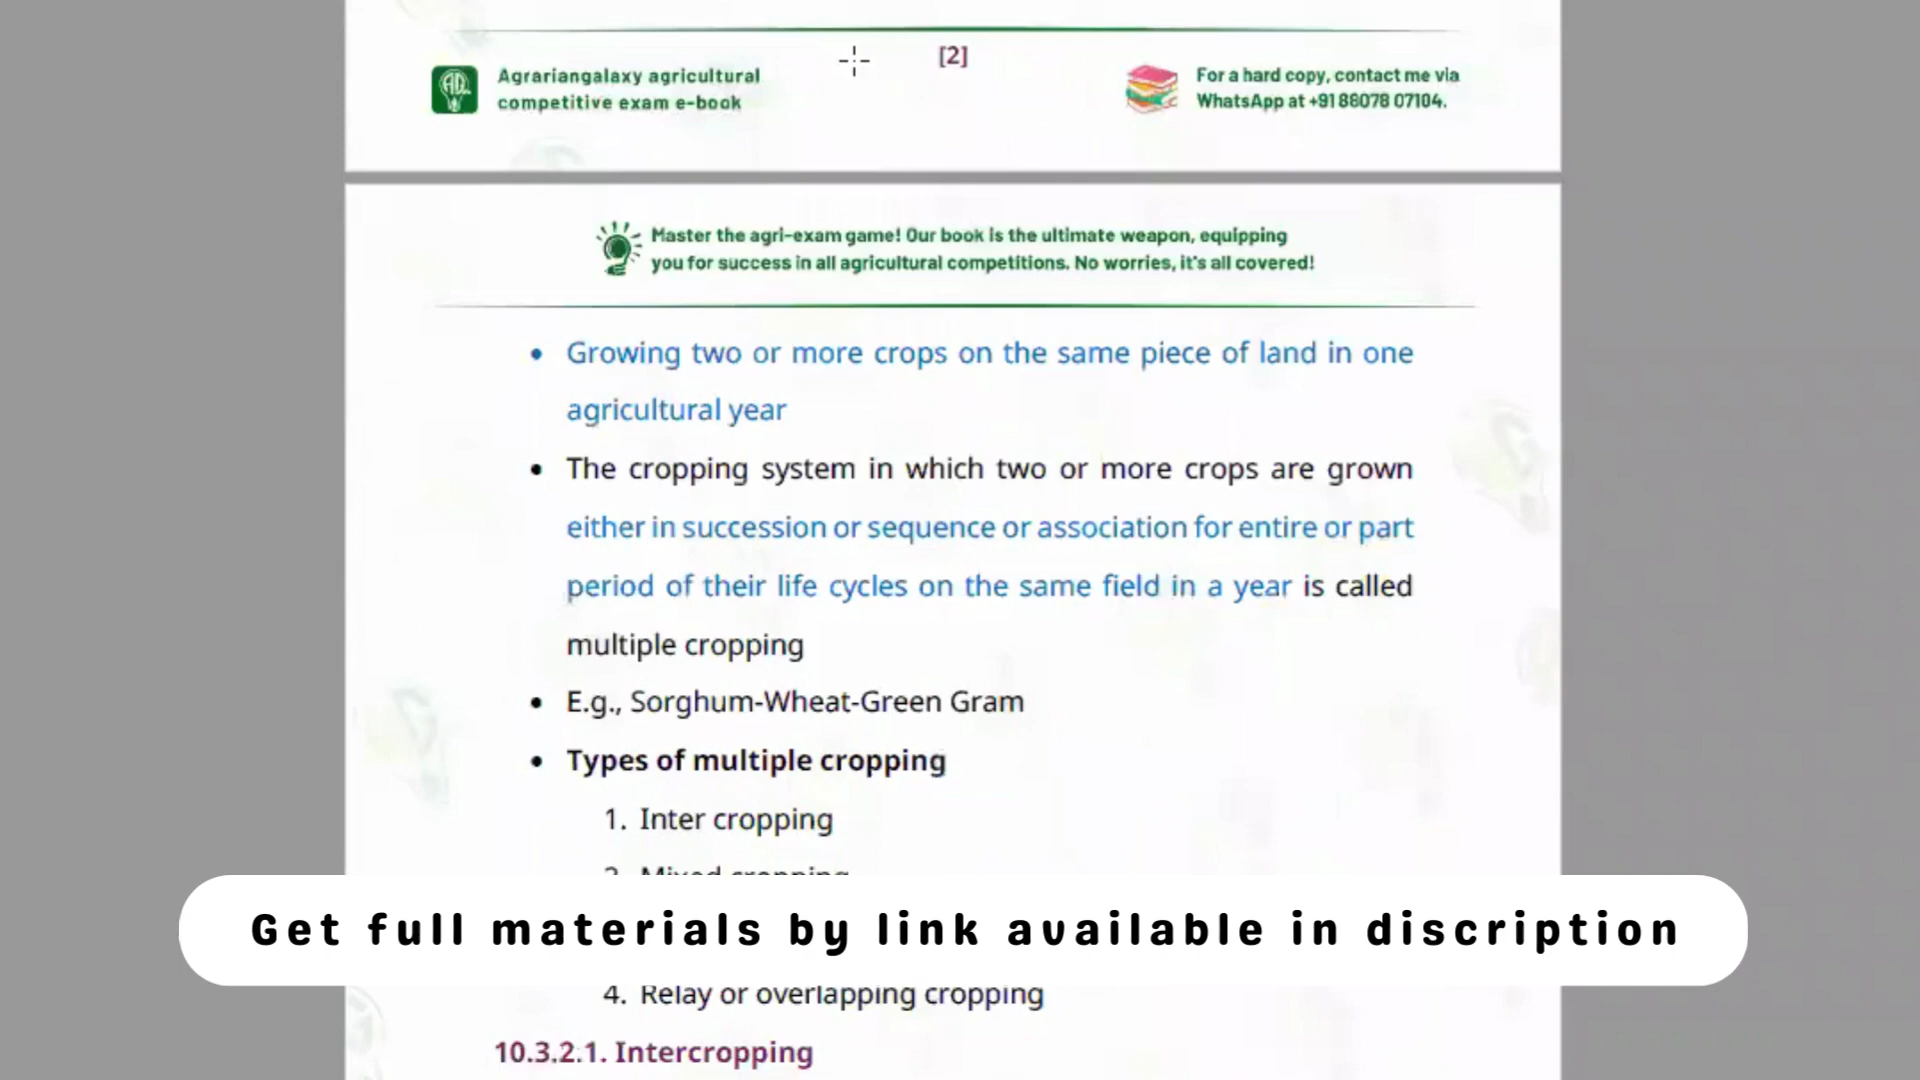 [2]
Agrariangalaxy agricultural
competitive exam e-book
For a hard copy, contact me via
WhatsApp at +91 88078 07104.
Master the agri-exam game! Our book is the ultimate weapon, equipping
you for success in all agricultural competitions. No worries, it's all covered!
• Growing two or more crops on the same piece of land in one
agricultural year
• The cropping system in which two or more crops are grown
either in succession or sequence or association for entire or part
period of their life cycles on the same field in a year is called
multiple cropping
• E.g., Sorghum-Wheat-Green Gram
• Types of multiple cropping
1. Inter cropping
2. Mixed cropping
Get full materials by link available in discription
4. Relay or overlapping cropping
10.3.2.1. Intercropping